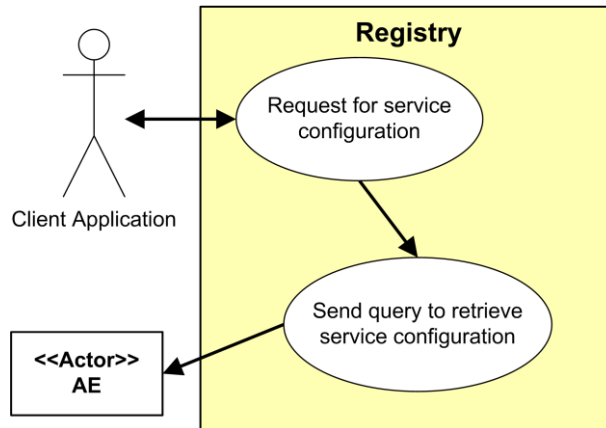 Registry
Request for service
configuration
Client Application
Send query to retrieve
service configuration
<<Actor>>
AE